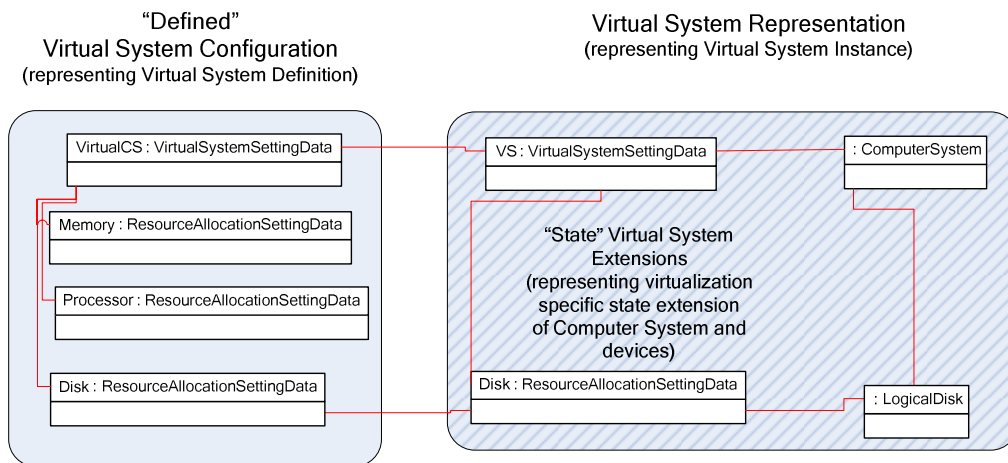 “Defined”
Virtual System Configuration
(representing Virtual System Definition)
Virtual System Representation
(representing Virtual System Instance)
VirtualCS : VirtualSystemSettingData
Memory : ResourceAllocationSettingData
Processor : ResourceAllocationSettingData
Disk : ResourceAllocationSettingData
VS : VirtualSystemSettingData
: ComputerSystem
“State” Virtual System
Extensions
(representing virtualization
specific state extension
of Computer System and
devices)
Disk : ResourceAllocationSettingData
: LogicalDisk